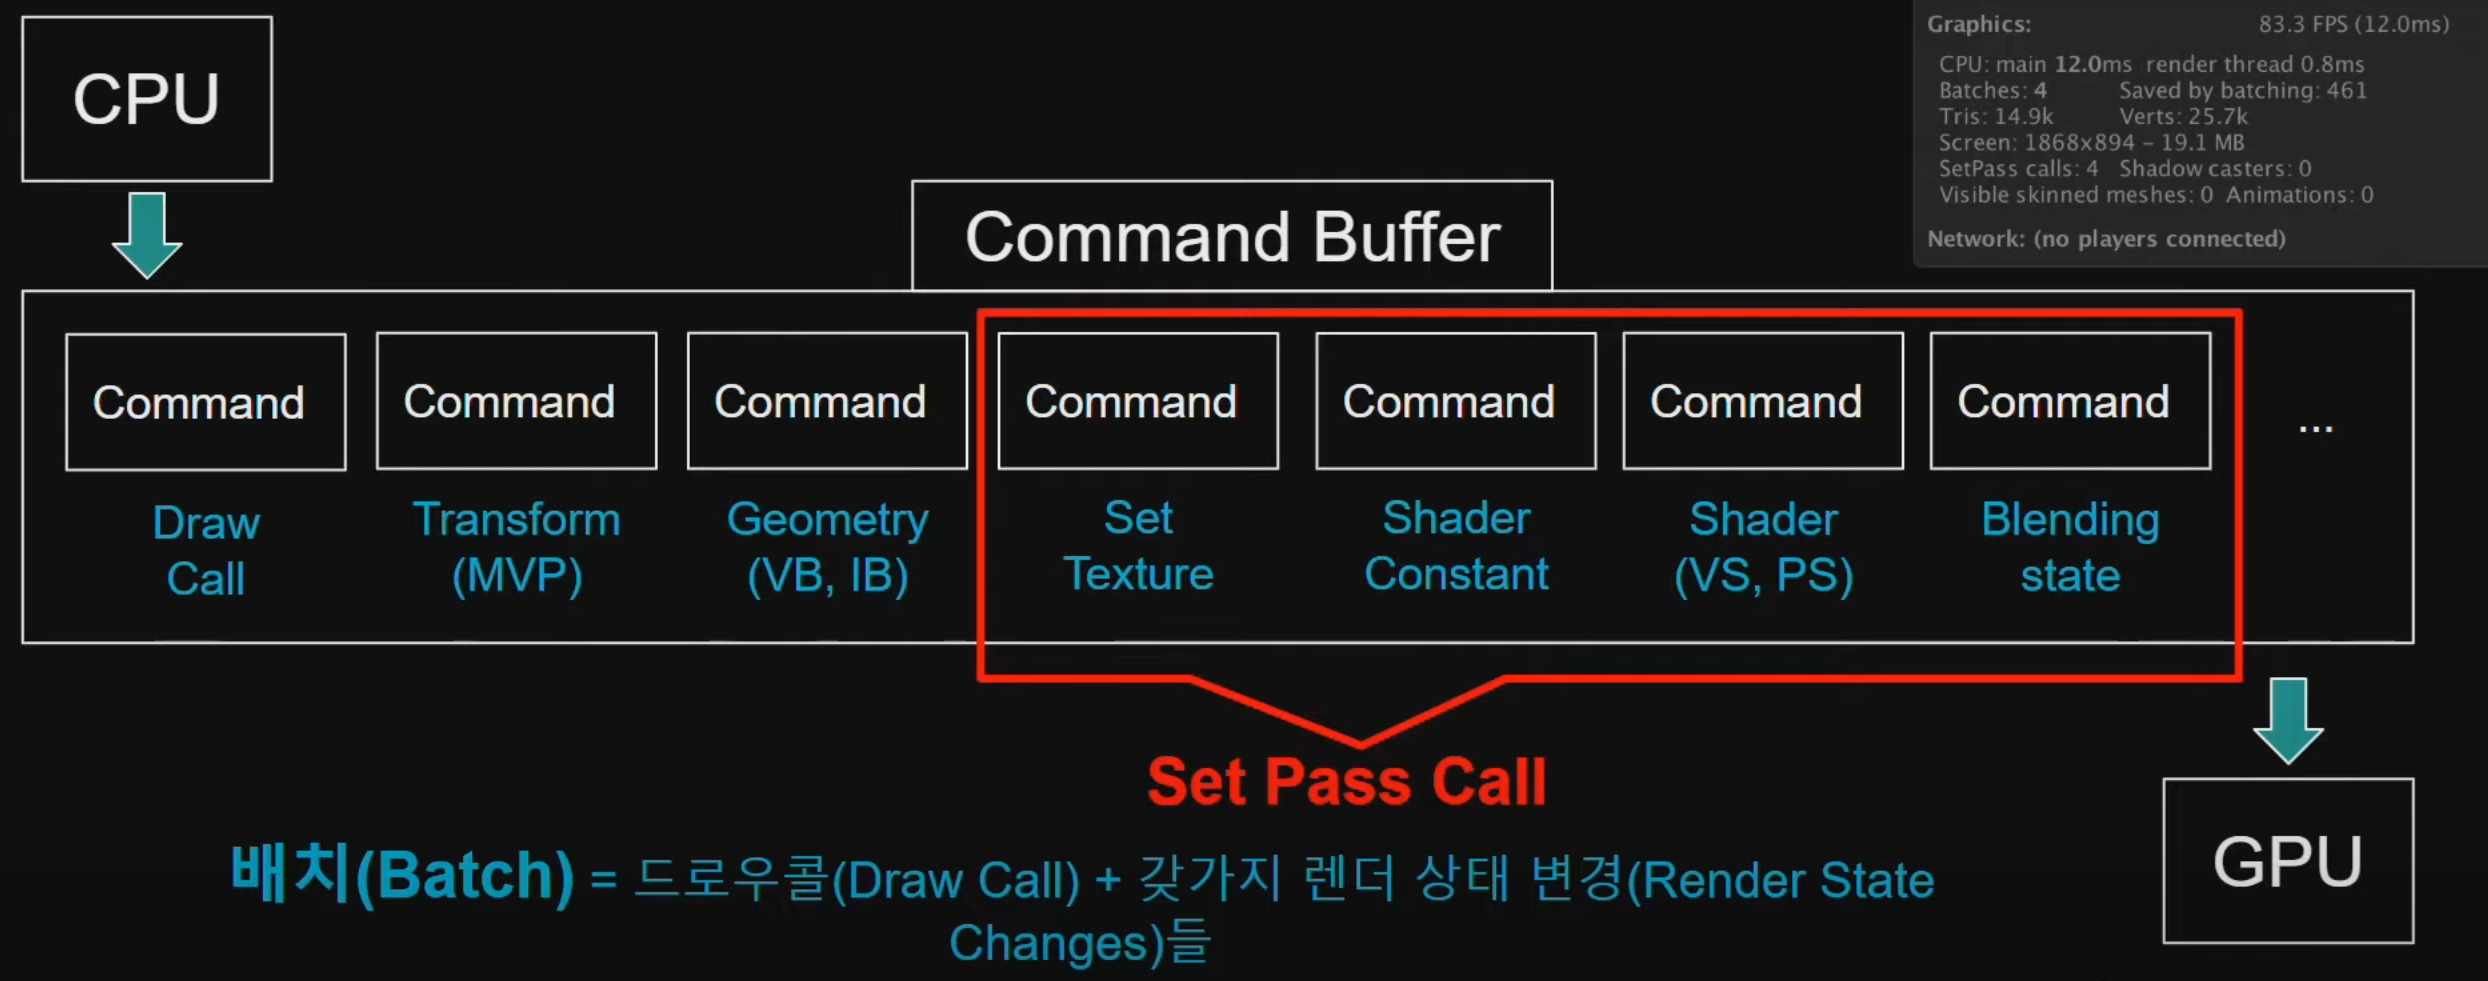 CPU
Graphics: 83.3 FPS (12.0ms)
CPU: main 12.0ms render thread 0.8ms
Batches: 4 Saved by batching: 461
Tris: 14.9k Verts: 25.7k
Screen: 1868x894 – 19.1 MB
SetPass calls: 4 Shadow casters: 0
Visible skinned meshes: 0 Animations: 0
Network: (no players connected)
Command Buffer
Command Command Command Command Command Command Command ...
Draw
Call
Transform
(MVP)
Geometry
(VB, IB)
Set
Texture
Shader
Constant
Shader
(VS, PS)
Blending
state
Set Pass Call
배치(Batch) = 드로우콜(Draw Call) + 갖가지 렌더 상태 변경(Render State
Changes)들
GPU